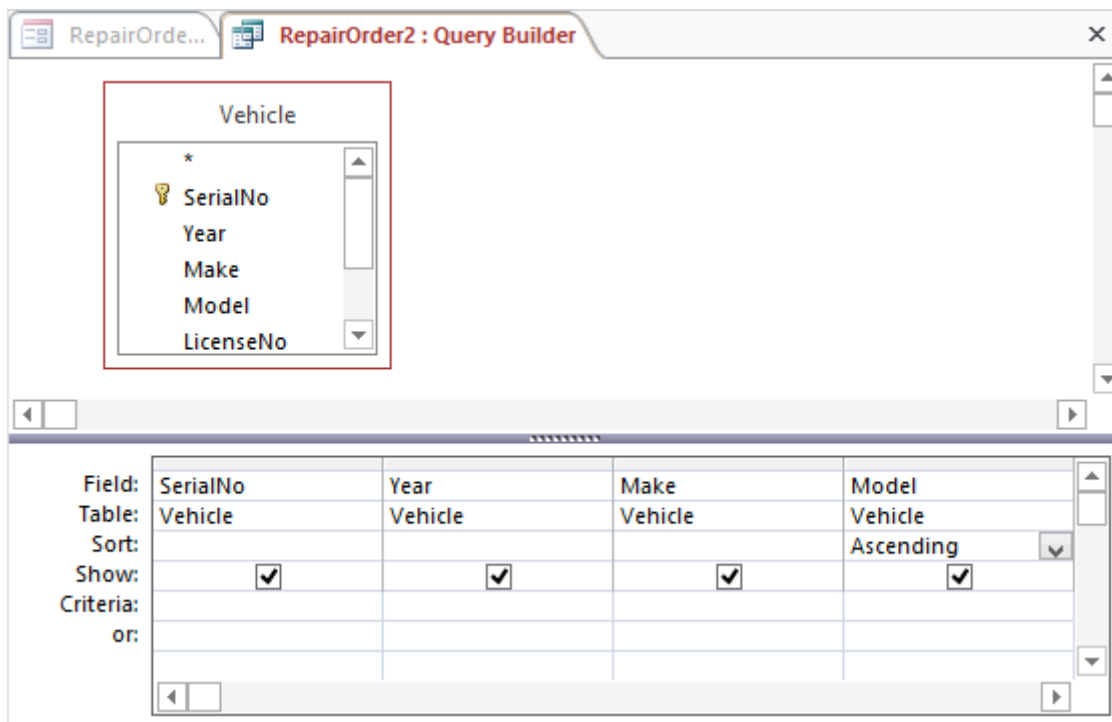 RepairOrde... RepairOrder2 : Query Builder
Vehicle
*
SerialNo
Year
Make
Model
LicenseNo
Field: SerialNo Year Make Model
Table: Vehicle Vehicle Vehicle Vehicle
Sort: Ascending
Show:
Criteria:
or: